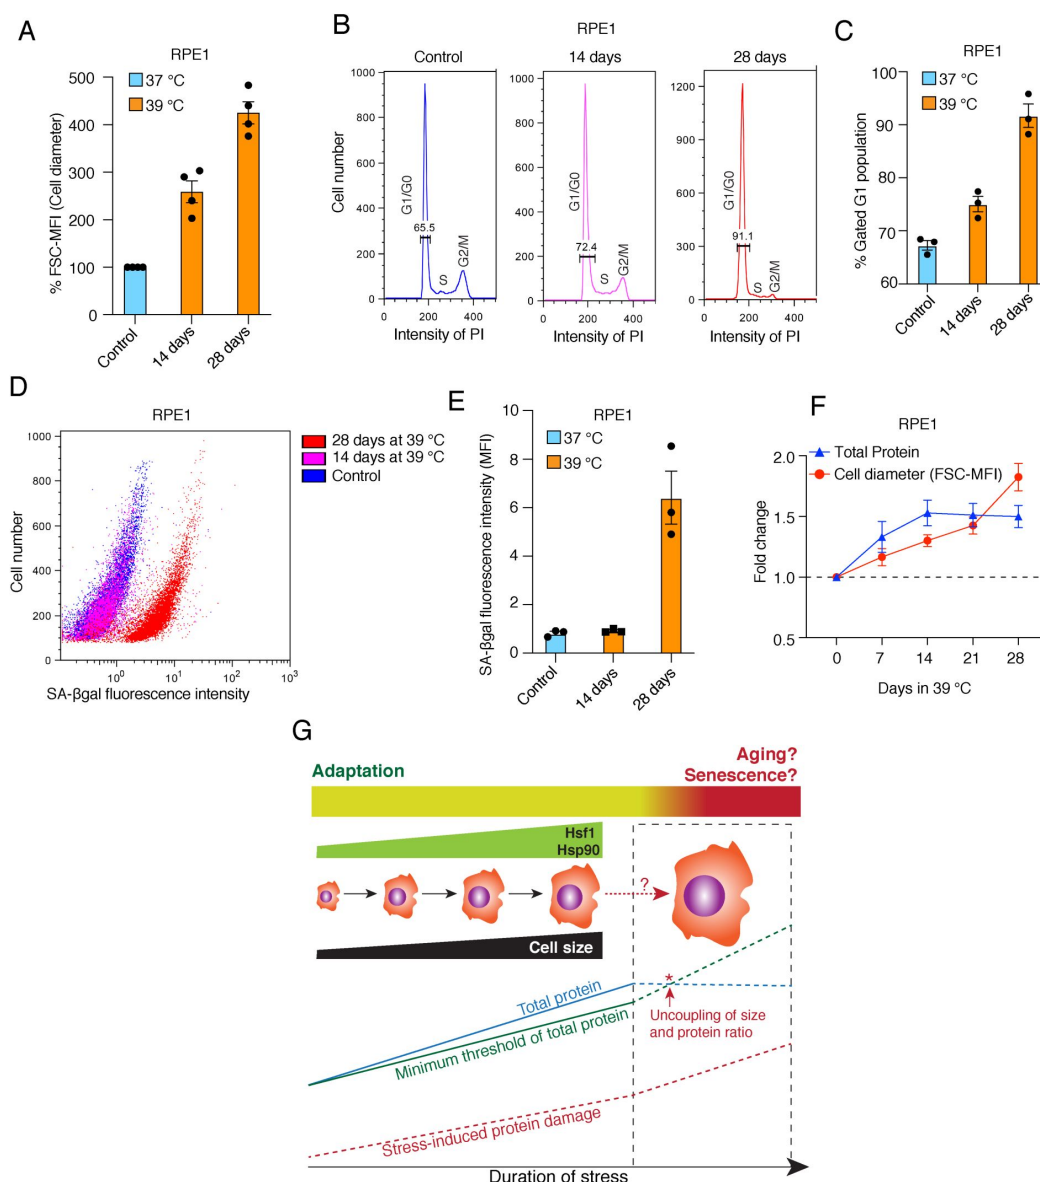 A
RPE1
37 °C
39 °C
% FSC-MFI (Cell diameter)
500
400
300
200
100
0
Control
14 days
28 days
B
RPE1
Control
14 days
28 days
Cell number
1000
800
600
400
200
0
G1/G0
65.5
S
G2/M
0
200
400
Intensity of PI
1000
800
600
400
200
0
G1/G0
72.4
S
G2/M
0
200
400
Intensity of PI
1200
900
600
300
0
G1/G0
91.1
S
G2/M
0
200
400
Intensity of PI
C
RPE1
37 °C
39 °C
% Gated G1 population
100
90
80
70
60
Control
14 days
28 days
D
RPE1
Cell number
1000
800
600
400
200
0
10⁰
10¹
10²
10³
SA-βgal fluorescence intensity
28 days at 39 °C
14 days at 39 °C
Control
E
RPE1
37 °C
39 °C
SA-βgal fluorescence intensity (MFI)
10
8
6
4
2
0
Control
14 days
28 days
F
RPE1
Total Protein
Cell diameter (FSC-MFI)
Fold change
2.0
1.5
1.0
0.5
0
7
14
21
28
Days in 39 °C
G
Adaptation
Aging?
Senescence?
Hsf1
Hsp90
?
Cell size
Total protein
Minimum threshold of total protein
*
Uncoupling of size
and protein ratio
Stress-induced protein damage
Duration of stress